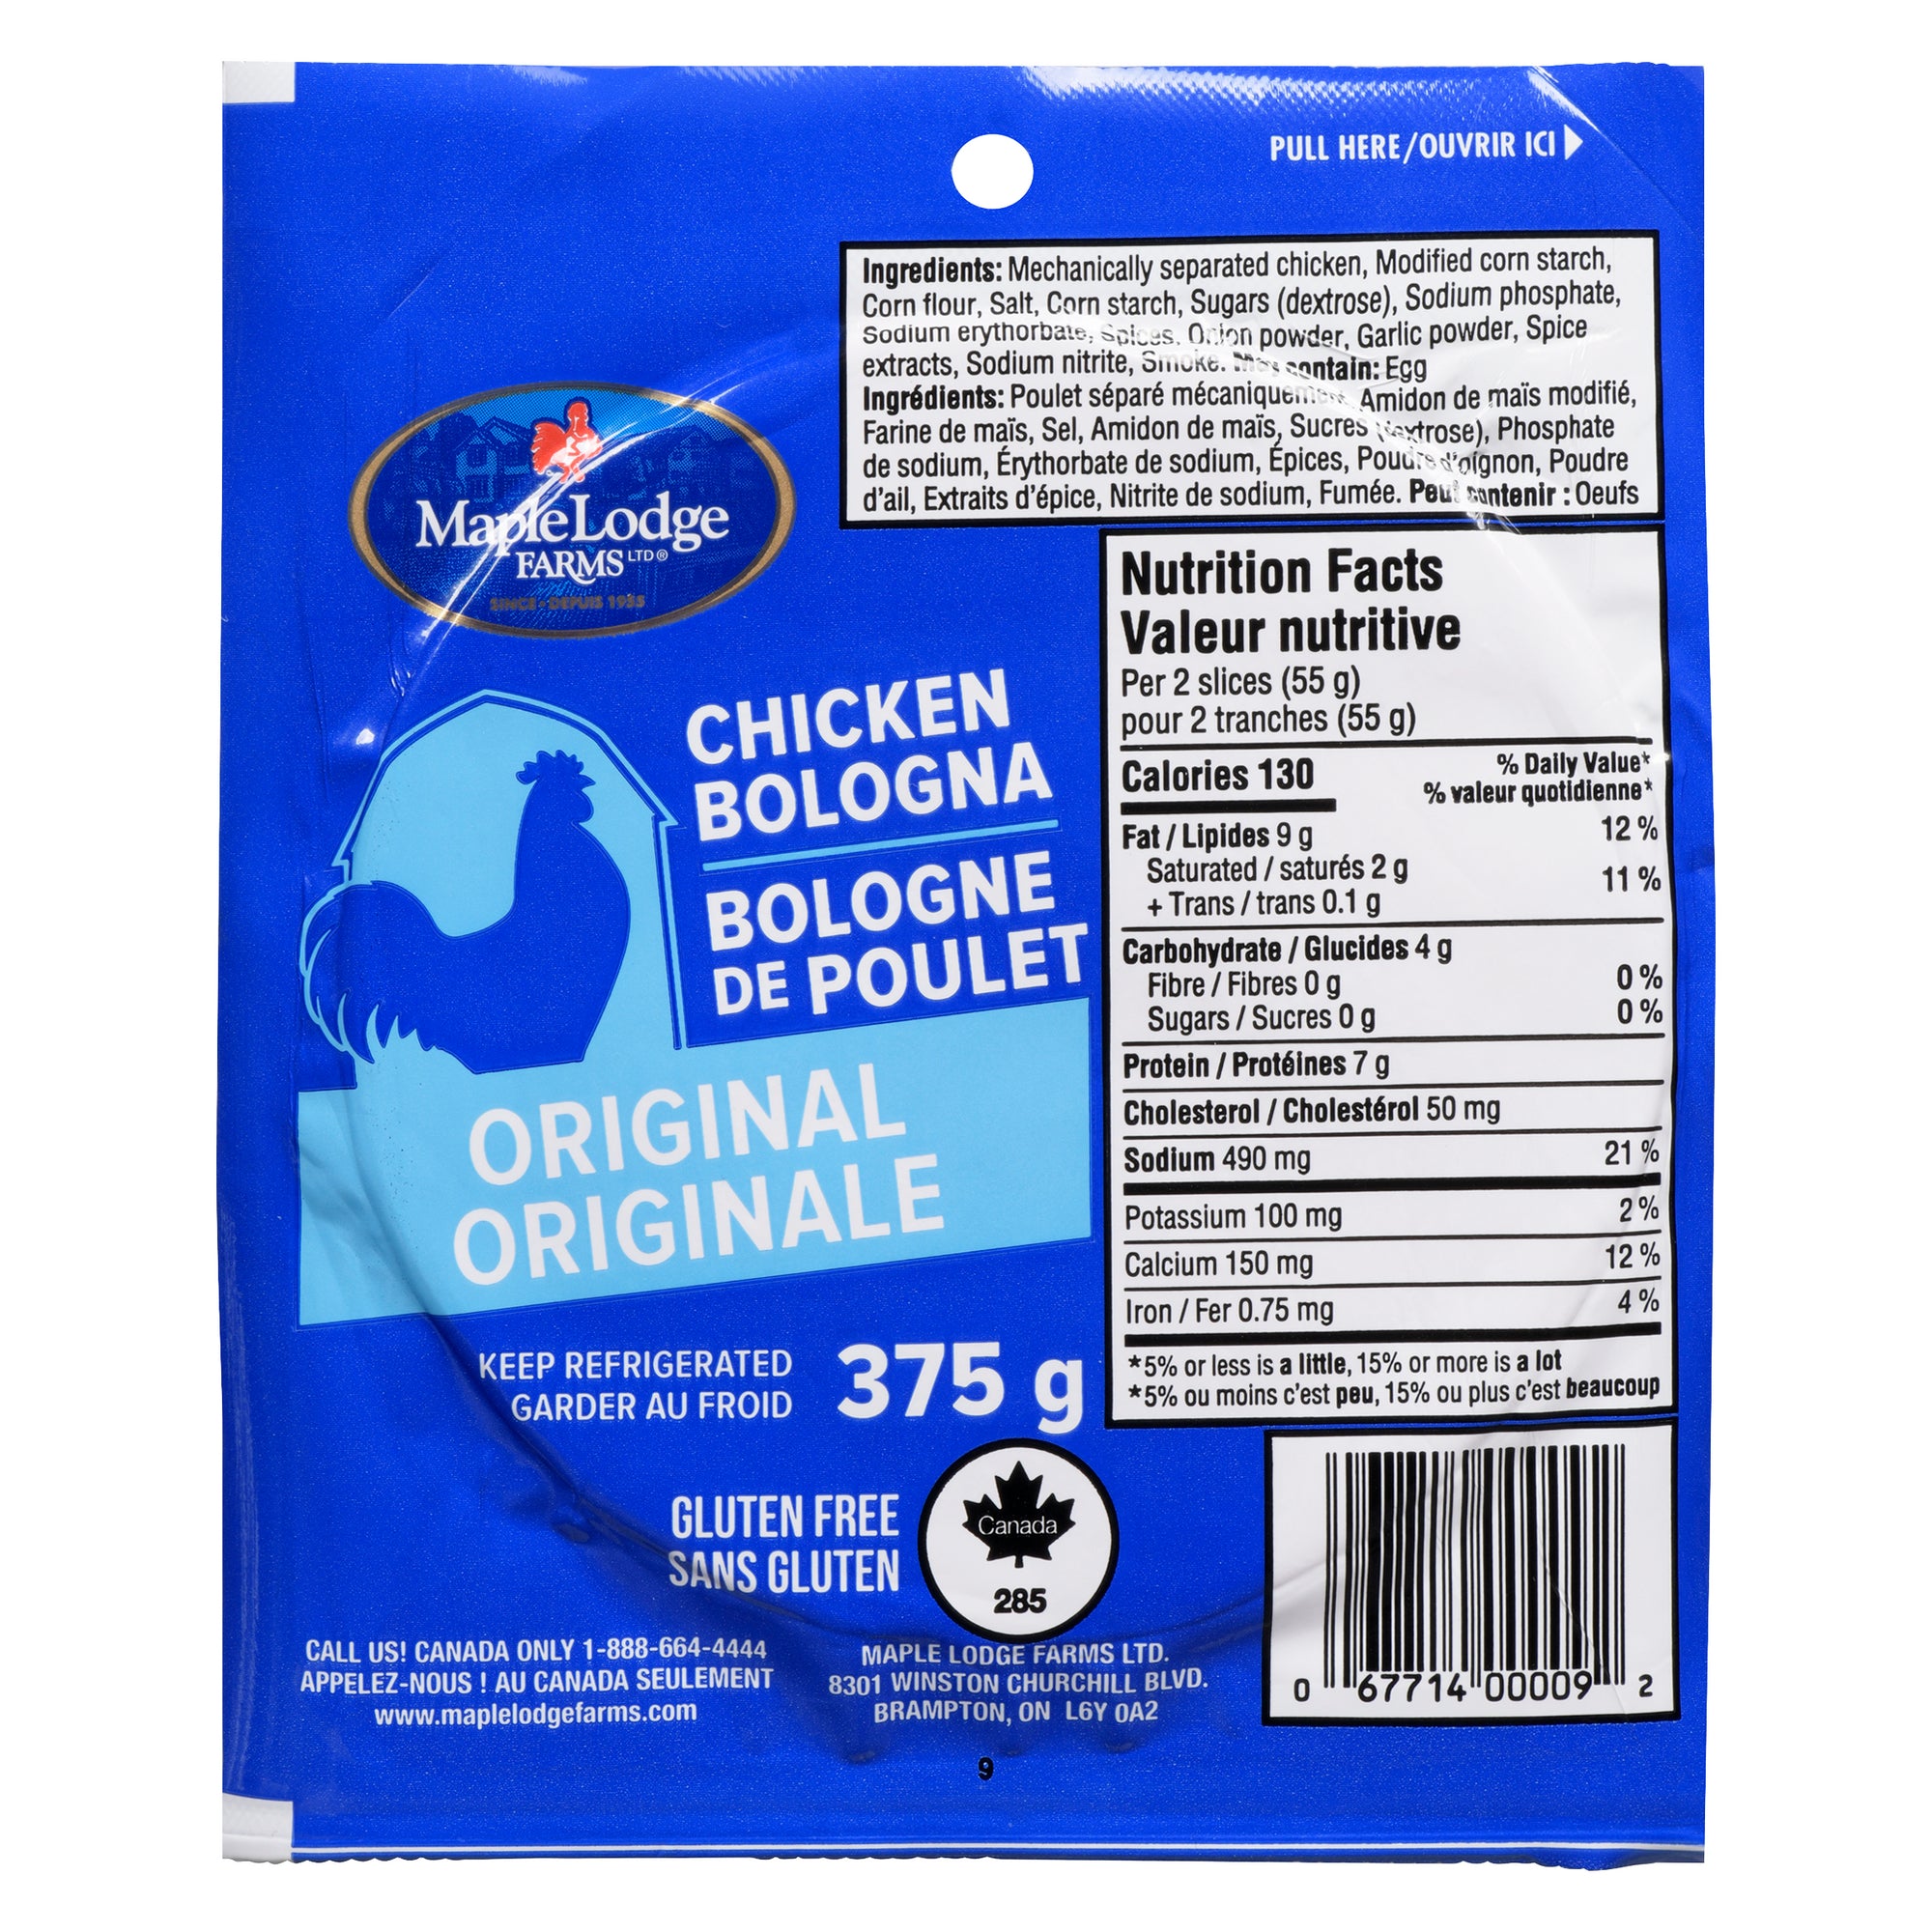 PULL HERE/OUVRIR ICI
Ingredients: Mechanically separated chicken, Modified corn starch,
Corn flour, Salt, Corn starch, Sugars (dextrose), Sodium phosphate,
Sodium erythorbate, Spices, Onion powder, Garlic powder, Spice
extracts, Sodium nitrite, Smoke. May contain: Egg
Ingrédients: Poulet séparé mécaniquement, Amidon de maïs modifié,
Farine de maïs, Sel, Amidon de maïs, Sucres (dextrose), Phosphate
de sodium, Érythorbate de sodium, Épices, Poudre d'oignon, Poudre
d'ail, Extraits d'épice, Nitrite de sodium, Fumée. Peut contenir : Oeufs
Maple Lodge
FARMS LTD®
SINCE - DEPUIS 1955
CHICKEN
BOLOGNA
BOLOGNE
DE POULET
ORIGINAL
ORIGINALE
KEEP REFRIGERATED
GARDER AU FROID
375 g
Nutrition Facts
Valeur nutritive
Per 2 slices (55 g)
pour 2 tranches (55 g)
Calories 130
% Daily Value*
% valeur quotidienne*
Fat / Lipides 9 g 12 %
Saturated / saturés 2 g
+ Trans / trans 0.1 g 11 %
Carbohydrate / Glucides 4 g
Fibre / Fibres 0 g 0 %
Sugars / Sucres 0 g 0 %
Protein / Protéines 7 g
Cholesterol / Cholestérol 50 mg
Sodium 490 mg 21 %
Potassium 100 mg 2 %
Calcium 150 mg 12 %
Iron / Fer 0.75 mg 4 %
*5% or less is a little, 15% or more is a lot
*5% ou moins c'est peu, 15% ou plus c'est beaucoup
GLUTEN FREE
SANS GLUTEN
Canada
285
CALL US! CANADA ONLY 1-888-664-4444
APPELEZ-NOUS ! AU CANADA SEULEMENT
www.maplelodgefarms.com
MAPLE LODGE FARMS LTD.
8301 WINSTON CHURCHILL BLVD.
BRAMPTON, ON L6Y 0A2
0 67714 00009 2
9